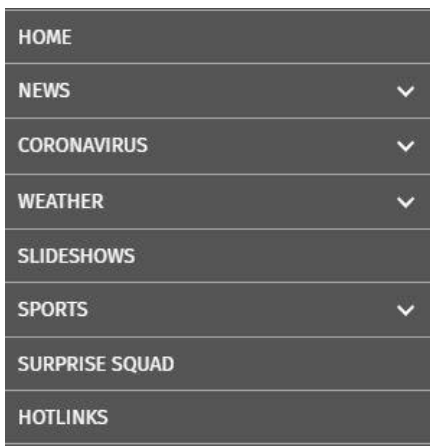 HOME
NEWS
CORONAVIRUS
WEATHER
SLIDESHOWS
SPORTS
SURPRISE SQUAD
HOTLINKS